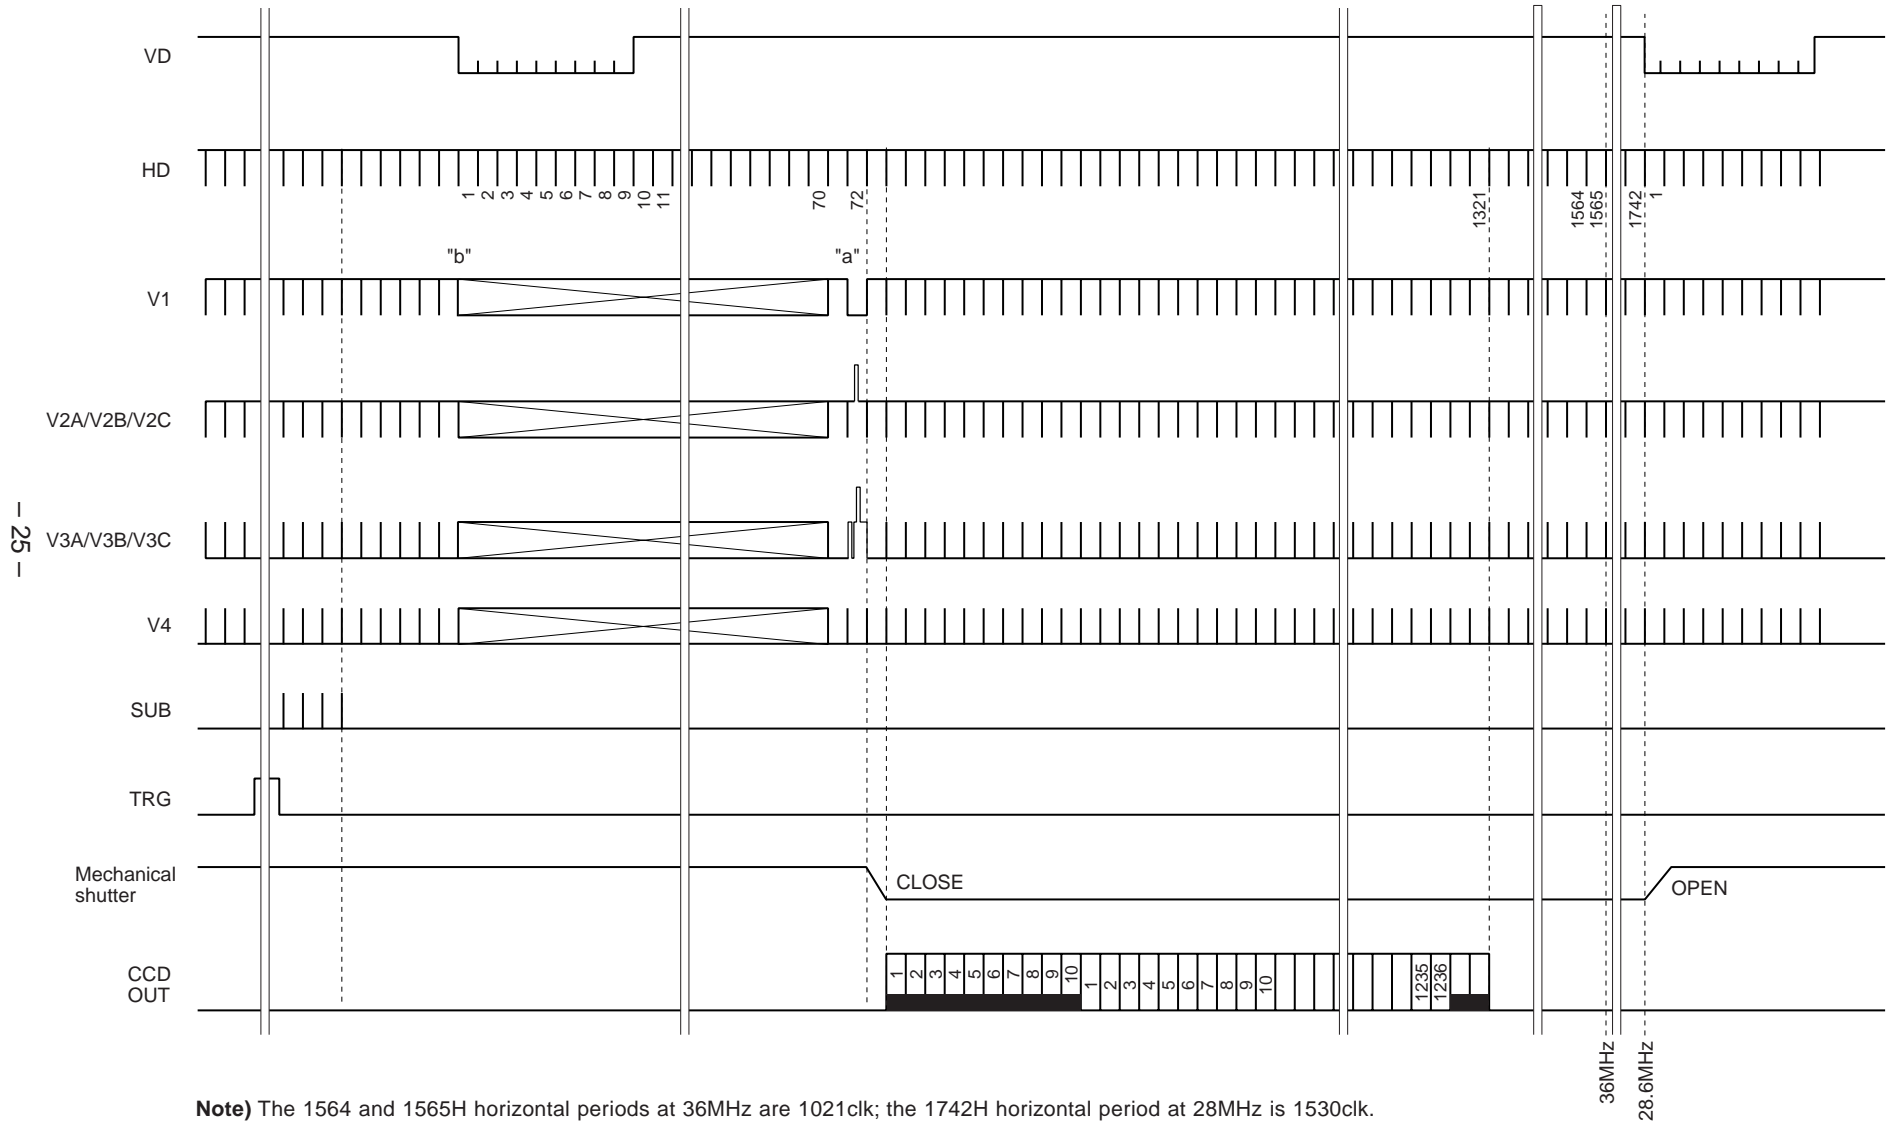 VD
HD
1 2 3 4 5 6 7 8 9 10 11 70 72 1321 1564 1565 1742 1
"b" "a"
V1
V2A/V2B/V2C
V3A/V3B/V3C
– 25 –
V4
SUB
TRG
Mechanical
shutter
CLOSE
OPEN
CCD
OUT
1 2 3 4 5 6 7 8 9 10 1 2 3 4 5 6 7 8 9 10 1235 1236
36MHz
28.6MHz
Note) The 1564 and 1565H horizontal periods at 36MHz are 1021clk; the 1742H horizontal period at 28MHz is 1530clk.